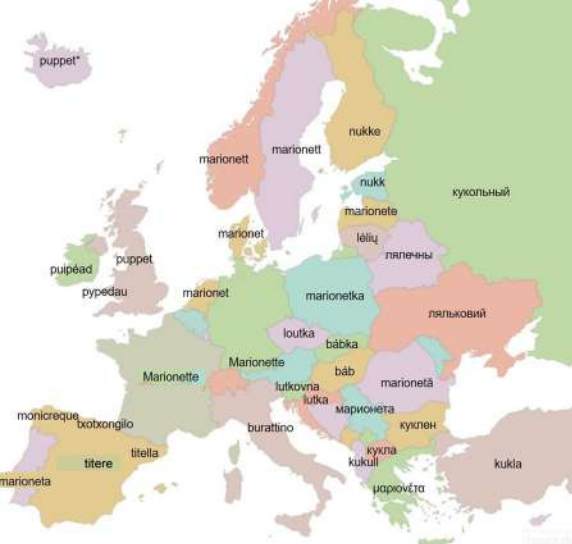 puppet*
nukke
marionett
marionett
nukk
кукольный
marionete
marionet
lėlių
лялечны
puipéad
puppet
pypedau
marionet
marionetka
ляльковий
loutka
bábka
Marionette
Marionette
báb
marionetă
lutkovna
lutka
марионета
monicreque
txotxongilo
burattino
куклен
titella
titere
кукла
kukull
kukla
marioneta
μαριονέτα